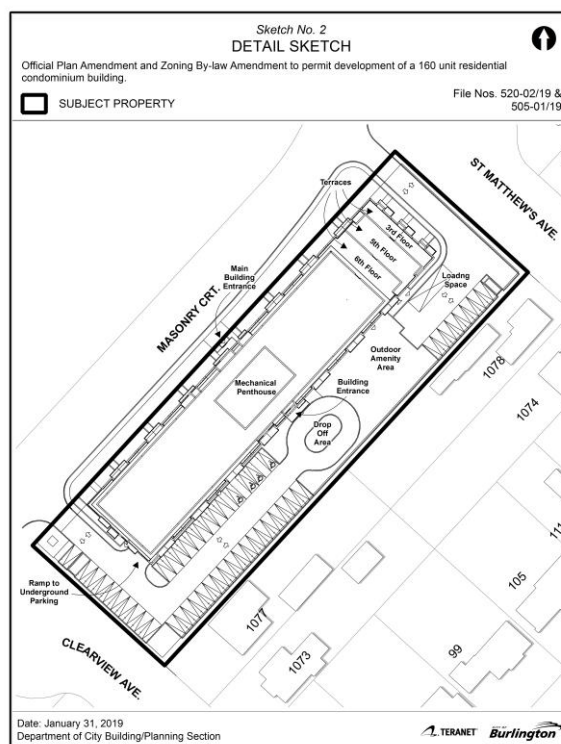 Sketch No. 2
DETAIL SKETCH
Official Plan Amendment and Zoning By-law Amendment to permit development of a 160 unit residential
condominium building.
SUBJECT PROPERTY
File Nos. 520-02/19 &
505-01/19
ST MATTHEW'S AVE.
Terraces
3rd Floor
5th Floor
6th Floor
Loadng
Space
Main
Building
Entrance
MASONRY CRT.
Outdoor
Amenity
Area
1078
Mechanical
Penthouse
Building
Entrance
1074
Drop
Off
Area
111
Ramp to
Underground
Parking
105
1077
1073
99
CLEARVIEW AVE.
Date: January 31, 2019
Department of City Building/Planning Section
TERANET
Burlington